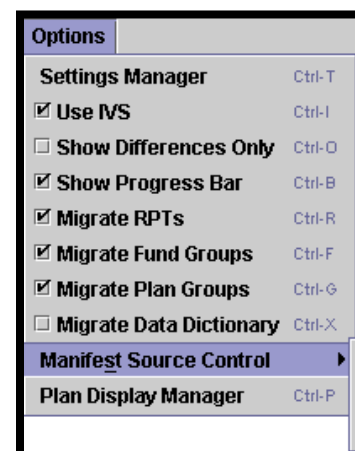 Options
Settings Manager Ctrl-T
Use IVS Ctrl-I
Show Differences Only Ctrl-O
Show Progress Bar Ctrl-B
Migrate RPTs Ctrl-R
Migrate Fund Groups Ctrl-F
Migrate Plan Groups Ctrl-G
Migrate Data Dictionary Ctrl-X
Manifest Source Control
Plan Display Manager Ctrl-P